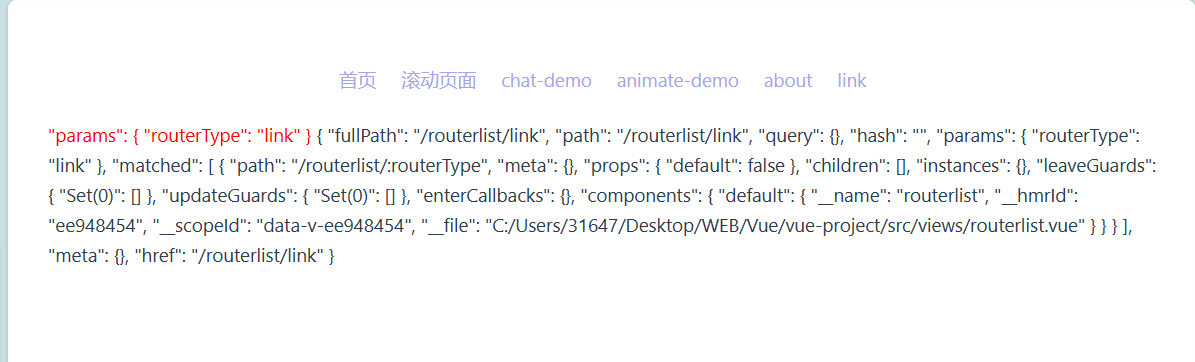 首页 滚动页面 chat-demo animate-demo about link
"params": { "routerType": "link" } { "fullPath": "/routerlist/link", "path": "/routerlist/link", "query": {}, "hash": "", "params": { "routerType":
"link" }, "matched": [ { "path": "/routerlist/:routerType", "meta": {}, "props": { "default": false }, "children": [], "instances": {}, "leaveGuards":
{ "Set(0)": [] }, "updateGuards": { "Set(0)": [] }, "enterCallbacks": {}, "components": { "default": { "__name": "routerlist", "__hmrId":
"ee948454", "__scopeId": "data-v-ee948454", "__file": "C:/Users/31647/Desktop/WEB/Vue/vue-project/src/views/routerlist.vue" } } } ],
"meta": {}, "href": "/routerlist/link" }